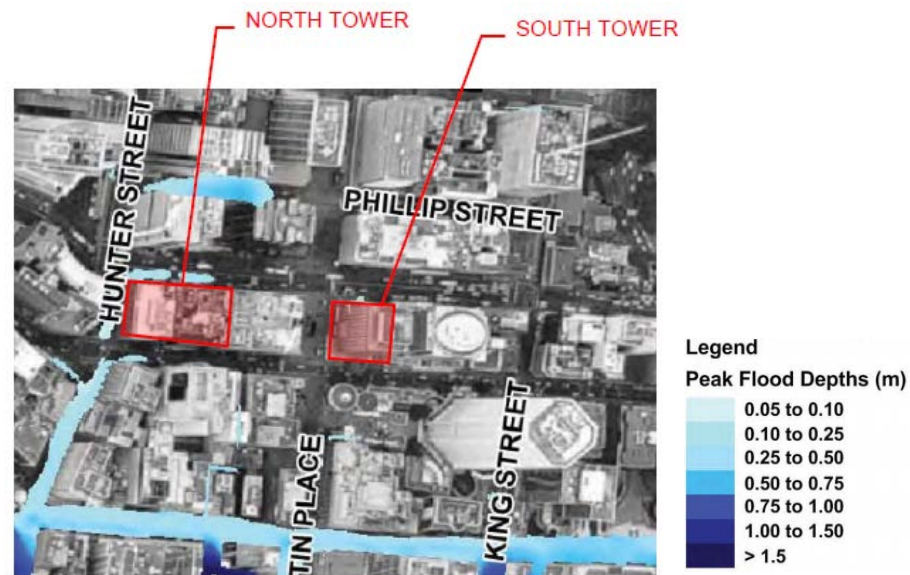 NORTH TOWER
SOUTH TOWER
HUNTER STREET
PHILLIP STREET
TIN PLACE
KING STREET
Legend
Peak Flood Depths (m)
0.05 to 0.10
0.10 to 0.25
0.25 to 0.50
0.50 to 0.75
0.75 to 1.00
1.00 to 1.50
> 1.5